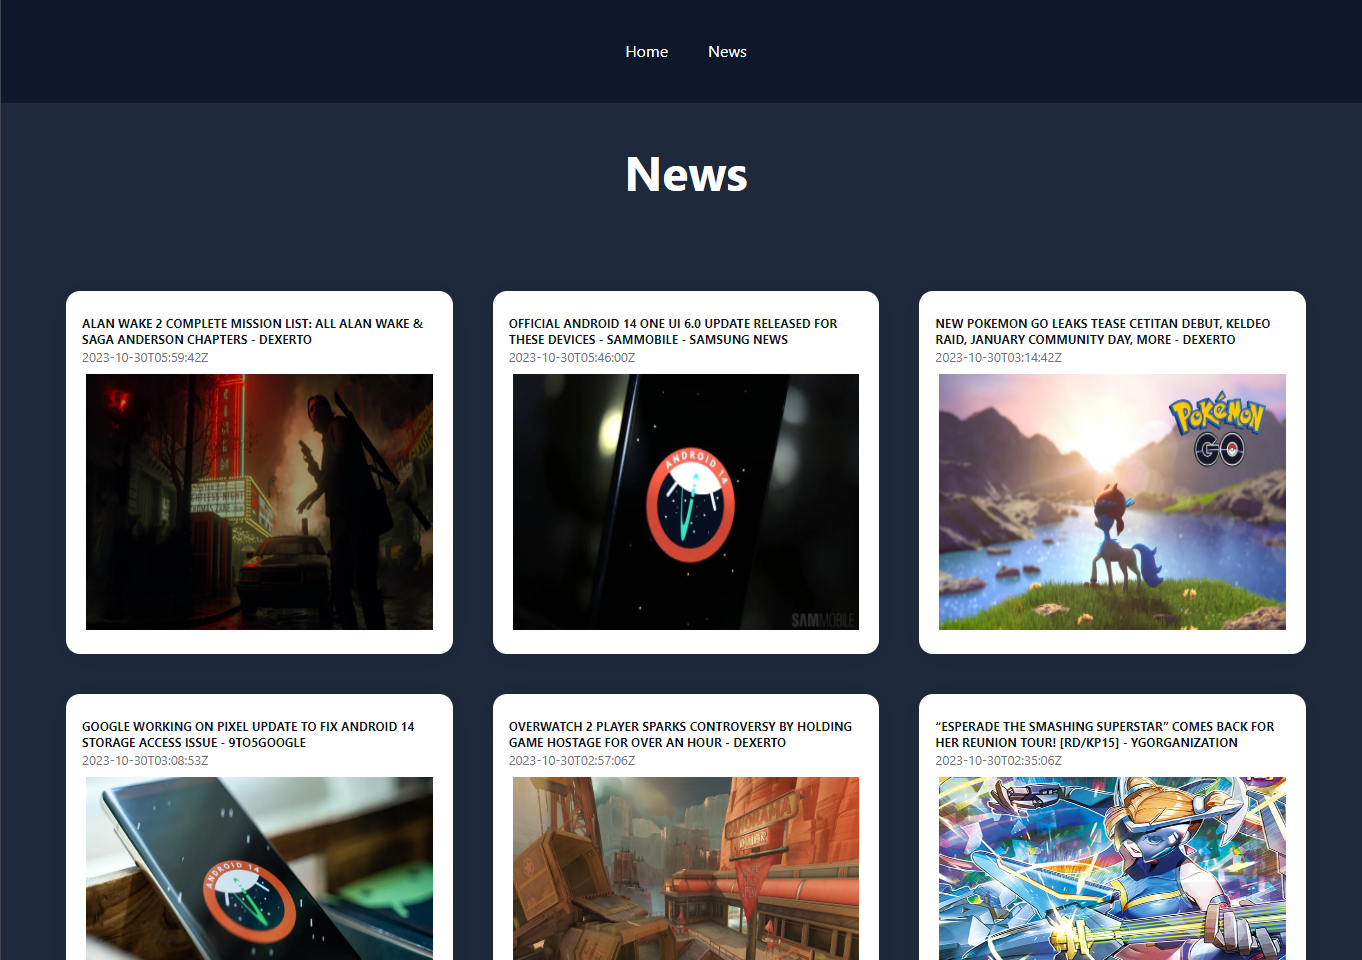 Home News
News
ALAN WAKE 2 COMPLETE MISSION LIST: ALL ALAN WAKE &
SAGA ANDERSON CHAPTERS - DEXERTO
2023-10-30T05:59:42Z
OFFICIAL ANDROID 14 ONE UI 6.0 UPDATE RELEASED FOR
THESE DEVICES - SAMMOBILE - SAMSUNG NEWS
2023-10-30T05:46:00Z
ANDROID 14
SAMMOBILE
NEW POKEMON GO LEAKS TEASE CETITAN DEBUT, KELDEO
RAID, JANUARY COMMUNITY DAY, MORE - DEXERTO
2023-10-30T03:14:42Z
POKÉMON
GO
GOOGLE WORKING ON PIXEL UPDATE TO FIX ANDROID 14
STORAGE ACCESS ISSUE - 9TO5GOOGLE
2023-10-30T03:08:53Z
ANDROID 14
OVERWATCH 2 PLAYER SPARKS CONTROVERSY BY HOLDING
GAME HOSTAGE FOR OVER AN HOUR - DEXERTO
2023-10-30T02:57:06Z
PANORAMA
DINER
“ESPERADE THE SMASHING SUPERSTAR” COMES BACK FOR
HER REUNION TOUR! [RD/KP15] - YGORGANIZATION
2023-10-30T02:35:06Z